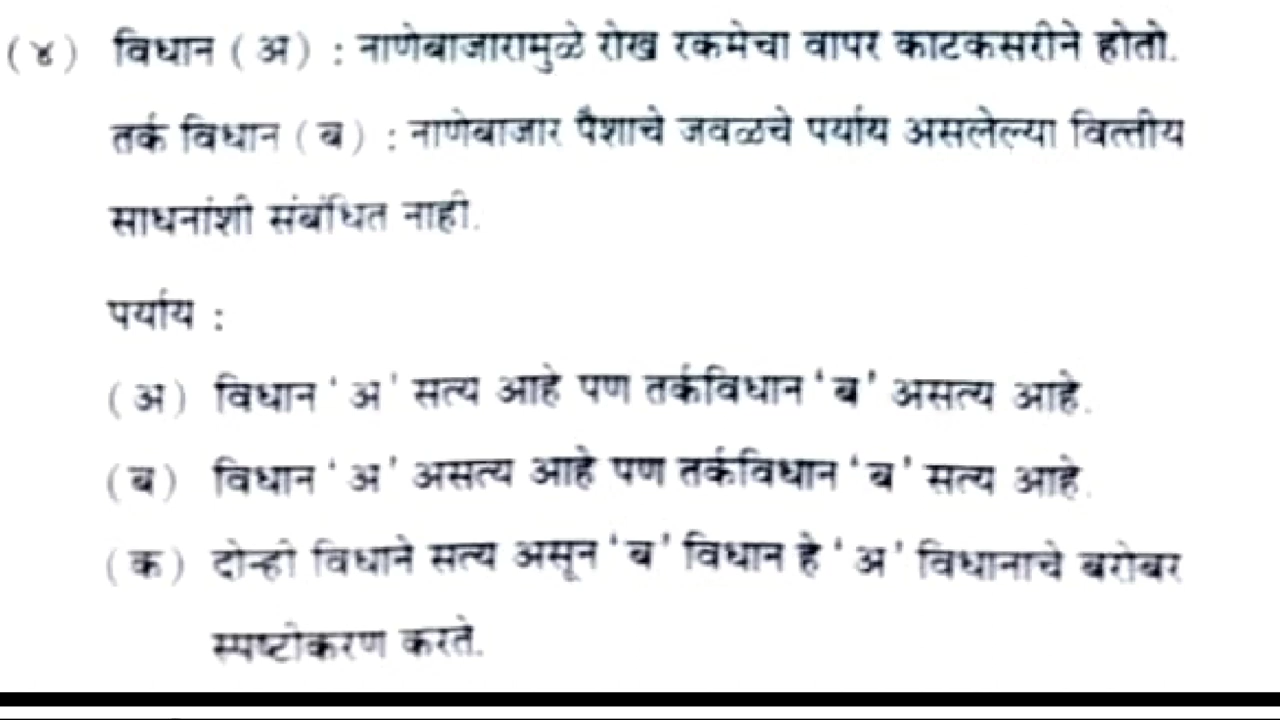 (४) विधान (अ) : नाणेबाजारामुळे रोख रकमेचा वापर काटकसरीने होतो.
तर्क विधान (ब) : नाणेबाजार पैशाचे जवळचे पर्याय असलेल्या वित्तीय
साधनांशी संबंधित नाही.
पर्याय :
(अ) विधान 'अ' सत्य आहे पण तर्कविधान 'ब' असत्य आहे.
(ब) विधान 'अ' असत्य आहे पण तर्कविधान 'ब' सत्य आहे.
(क) दोन्ही विधाने सत्य असून 'ब' विधान हे 'अ' विधानाचे बरोबर
स्पष्टीकरण करते.